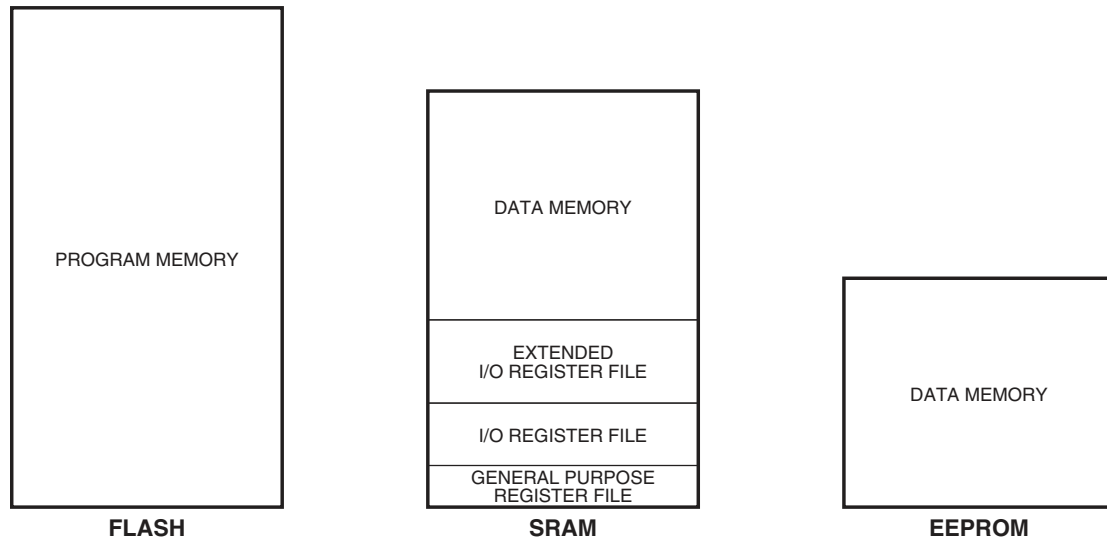 PROGRAM MEMORY
FLASH
DATA MEMORY
EXTENDED
I/O REGISTER FILE
I/O REGISTER FILE
GENERAL PURPOSE
REGISTER FILE
SRAM
DATA MEMORY
EEPROM